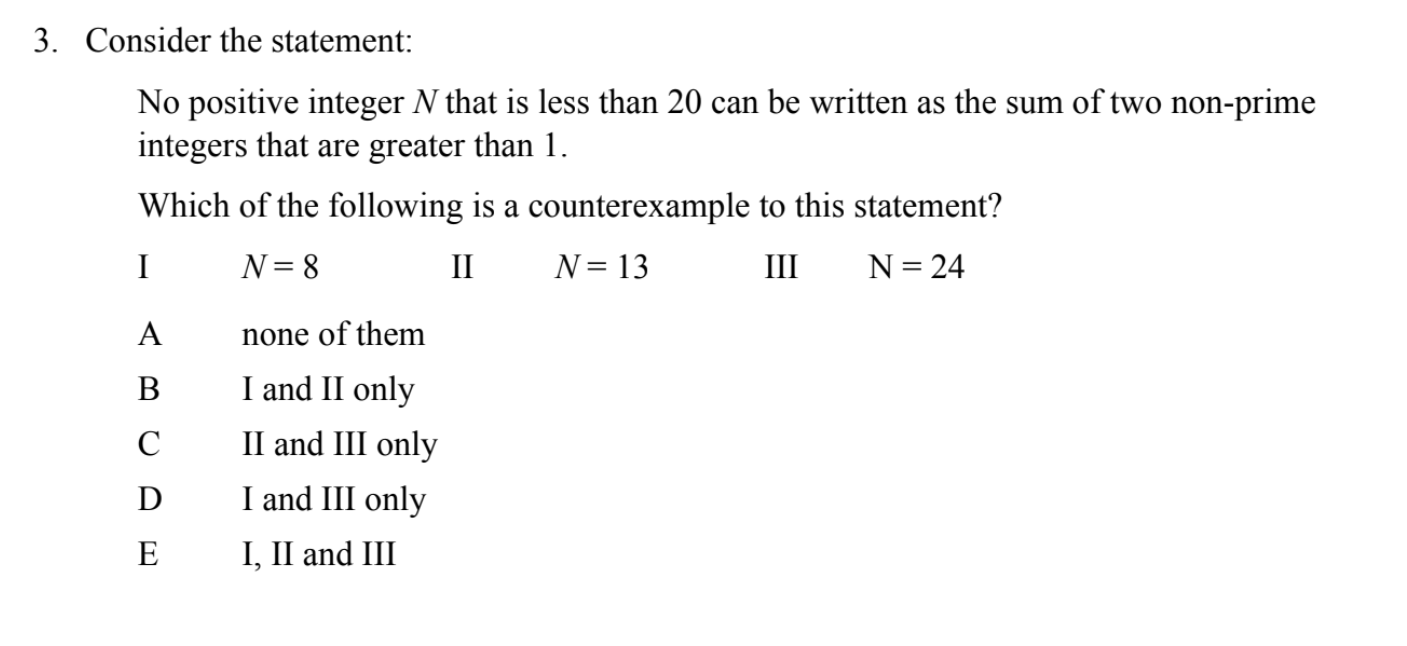 3. Consider the statement:
No positive integer N that is less than 20 can be written as the sum of two non-prime
integers that are greater than 1.
Which of the following is a counterexample to this statement?
I N = 8 II N = 13 III N = 24
A none of them
B I and II only
C II and III only
D I and III only
E I, II and III